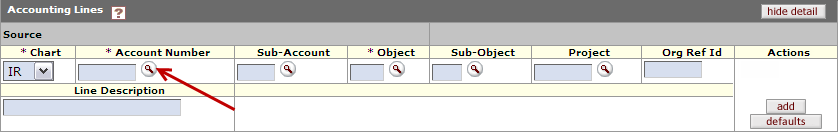 Accounting Lines ? hide detail
Source
* Chart * Account Number Sub-Account * Object Sub-Object Project Org Ref Id Actions
IR
Line Description
add
defaults